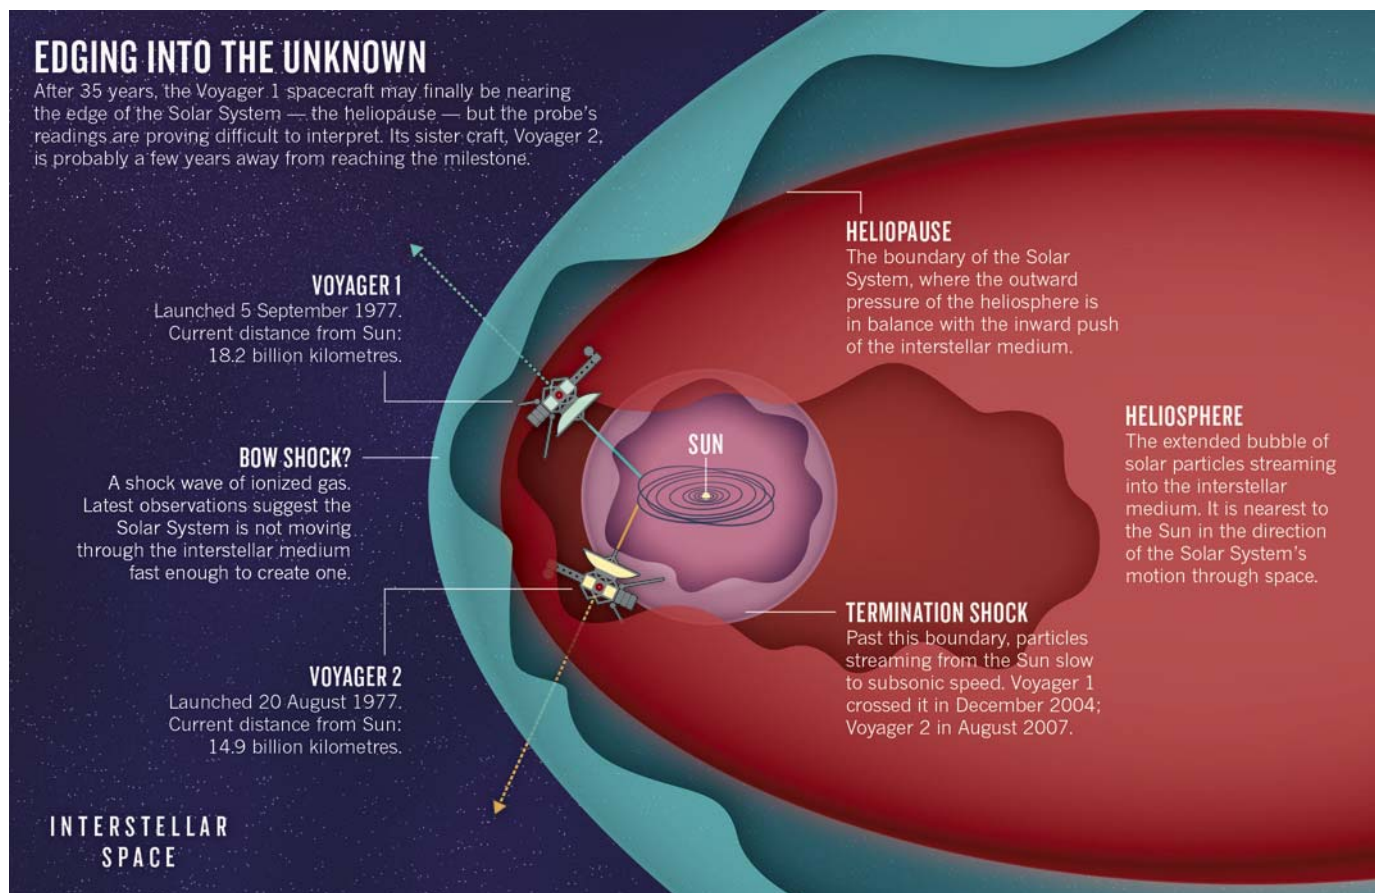 EDGING INTO THE UNKNOWN
After 35 years, the Voyager 1 spacecraft may finally be nearing
the edge of the Solar System — the heliopause — but the probe's
readings are proving difficult to interpret. Its sister craft, Voyager 2,
is probably a few years away from reaching the milestone.
VOYAGER 1
Launched 5 September 1977.
Current distance from Sun:
18.2 billion kilometres.
BOW SHOCK?
A shock wave of ionized gas.
Latest observations suggest the
Solar System is not moving
through the interstellar medium
fast enough to create one.
VOYAGER 2
Launched 20 August 1977.
Current distance from Sun:
14.9 billion kilometres.
INTERSTELLAR
SPACE
SUN
HELIOPAUSE
The boundary of the Solar
System, where the outward
pressure of the heliosphere is
in balance with the inward push
of the interstellar medium.
HELIOSPHERE
The extended bubble of
solar particles streaming
into the interstellar
medium. It is nearest to
the Sun in the direction
of the Solar System's
motion through space.
TERMINATION SHOCK
Past this boundary, particles
streaming from the Sun slow
to subsonic speed. Voyager 1
crossed it in December 2004;
Voyager 2 in August 2007.